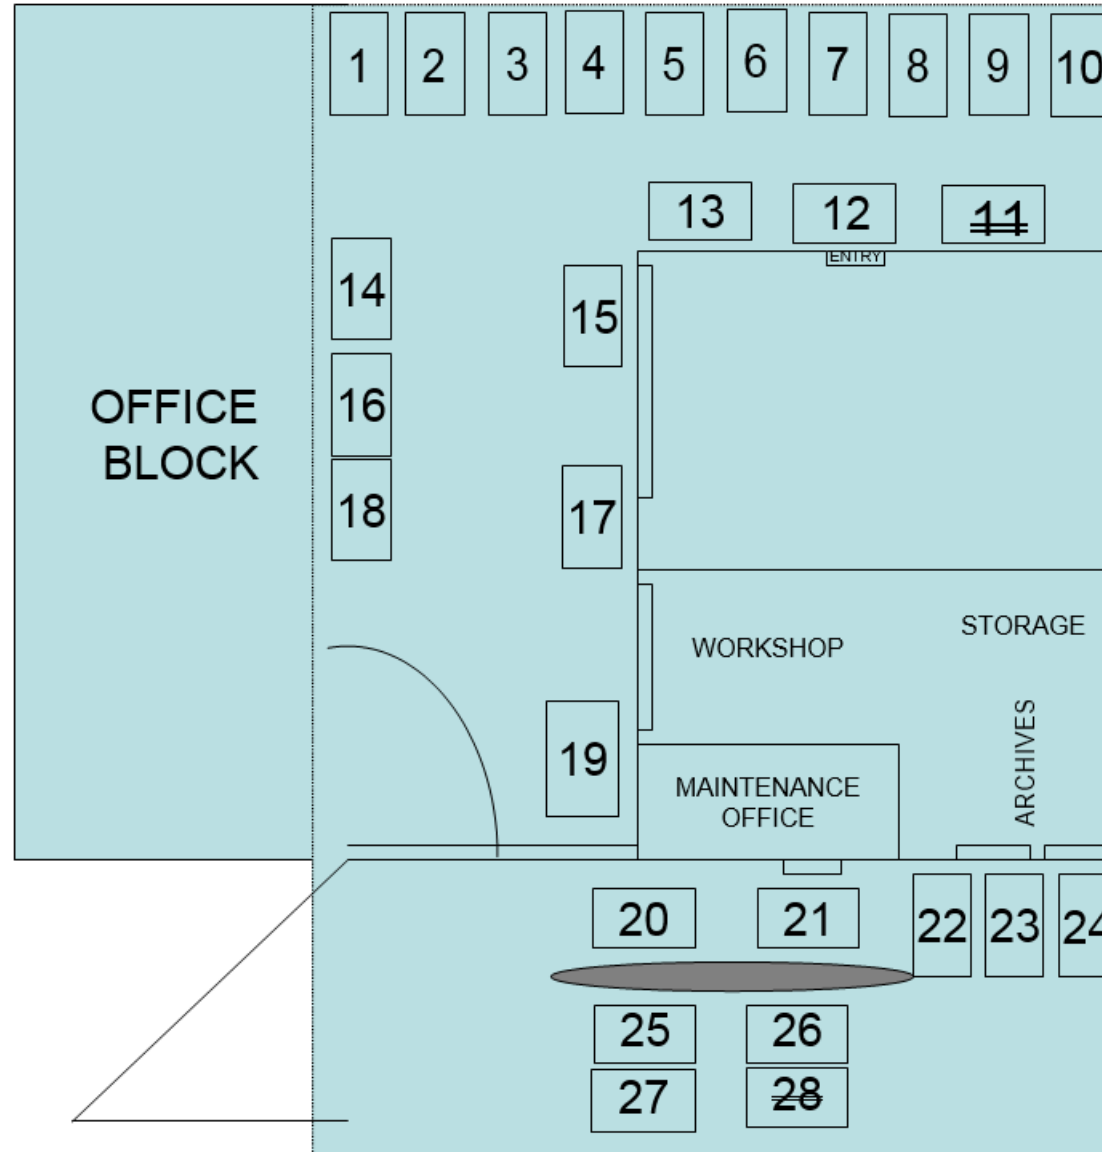 1 2 3 4 5 6 7 8 9 10
13 12 11
ENTRY
14
15
OFFICE
BLOCK
16
18
17
WORKSHOP
STORAGE
19
MAINTENANCE
OFFICE
ARCHIVES
20 21 22 23 24
25 26
27 28